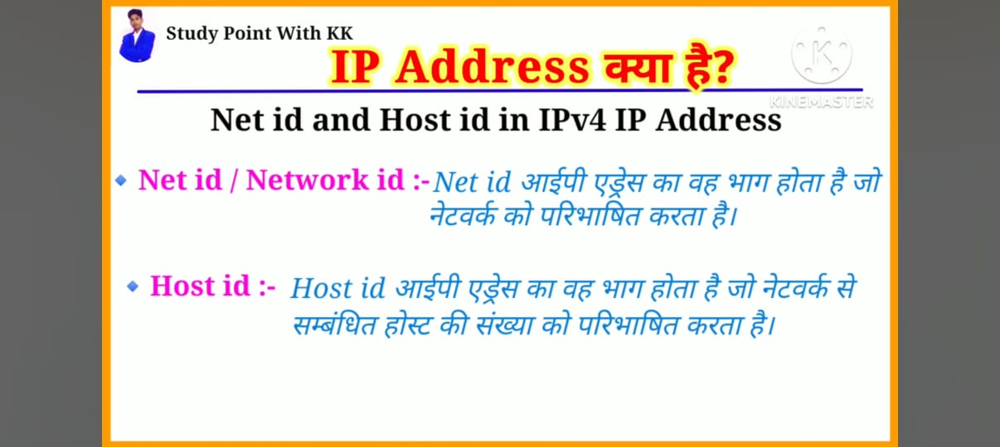 Study Point With KK
IP Address क्या है?
KINEMASTER
Net id and Host id in IPv4 IP Address
Net id / Network id :- Net id आईपी एड्रेस का वह भाग होता है जो
नेटवर्क को परिभाषित करता है।
Host id :- Host id आईपी एड्रेस का वह भाग होता है जो नेटवर्क से
सम्बंधित होस्ट की संख्या को परिभाषित करता है।